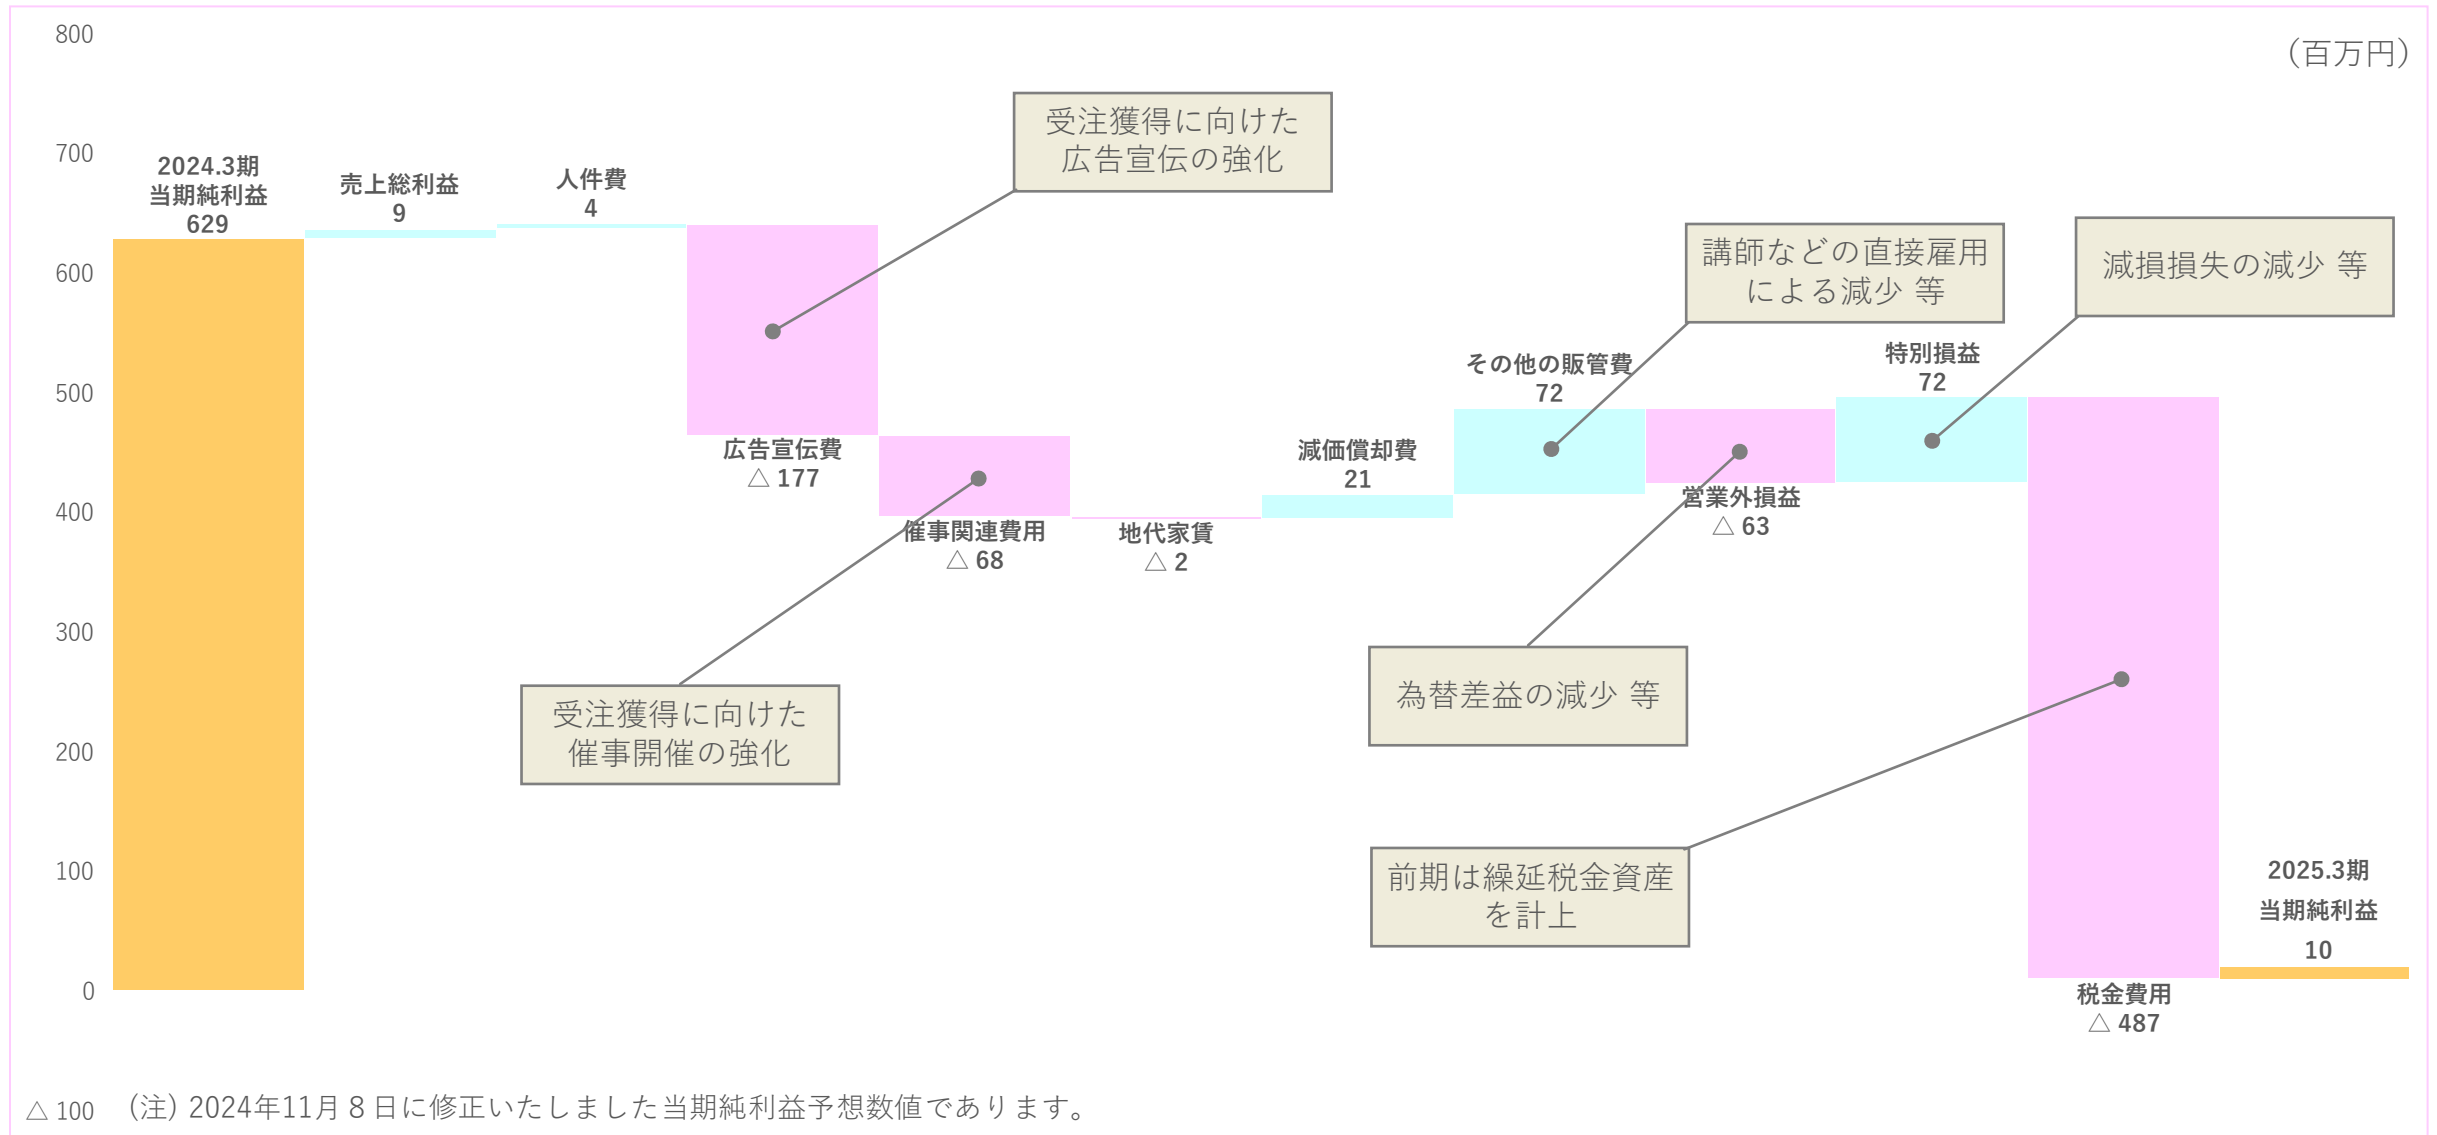 800
700
600
500
400
300
200
100
0
△ 100
（百万円）
2024.3期
当期純利益
629
売上総利益
9
人件費
4
受注獲得に向けた
広告宣伝の強化
広告宣伝費
△ 177
催事関連費用
△ 68
受注獲得に向けた
催事開催の強化
地代家賃
△ 2
減価償却費
21
その他の販管費
72
講師などの直接雇用
による減少 等
営業外損益
△ 63
為替差益の減少 等
特別損益
72
減損損失の減少 等
前期は繰延税金資産
を計上
税金費用
△ 487
2025.3期
当期純利益
10
（注）2024年11月８日に修正いたしました当期純利益予想数値であります。